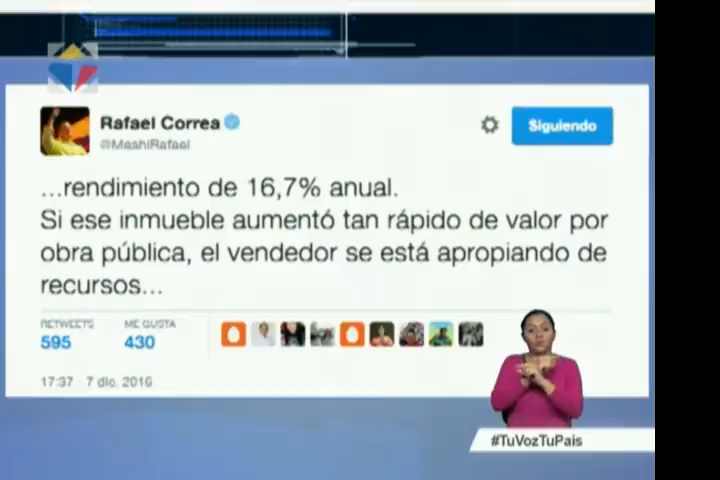 Rafael Correa
@MashiRafael
Siguiendo
...rendimiento de 16,7% anual.
Si ese inmueble aumentó tan rápido de valor por
obra pública, el vendedor se está apropiando de
recursos...
RETWEETS
ME GUSTA
595
430
17:37 · 7 dic. 2016
#TuVozTuPais